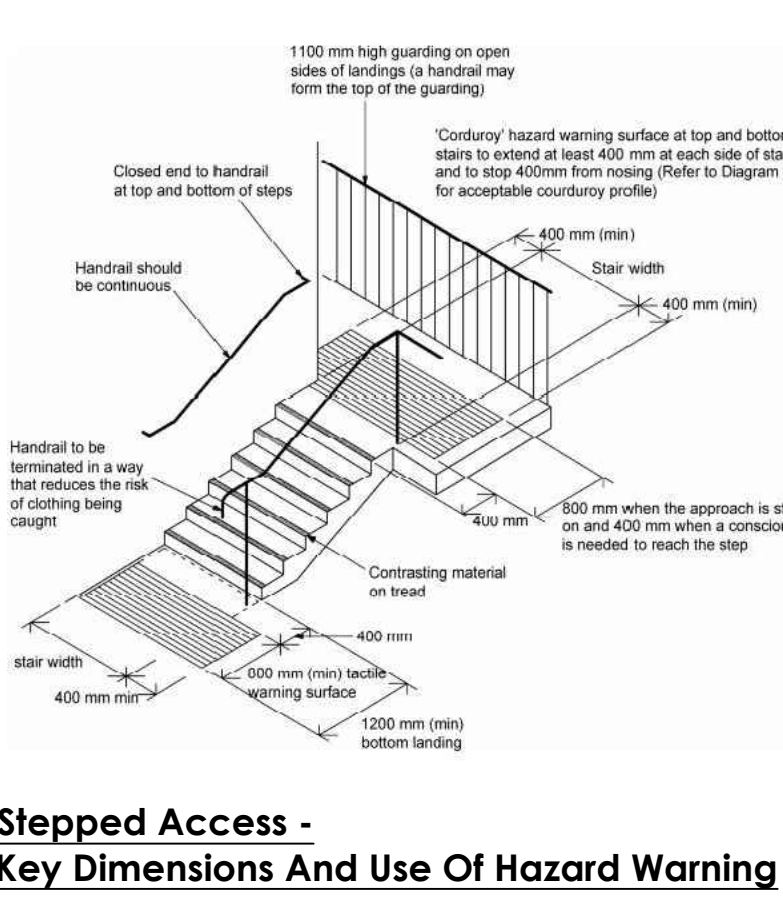 1100 mm high guarding on open
sides of landings (a handrail may
form the top of the guarding)
'Corduroy' hazard warning surface at top and bottom
stairs to extend at least 400 mm at each side of sta
and to stop 400mm from nosing (Refer to Diagram
for acceptable courduroy profile)
Closed end to handrail
at top and bottom of steps
400 mm (min)
Stair width
Handrail should
be continuous
400 mm (min)
Handrail to be
terminated in a way
that reduces the risk
of clothing being
caught
400 mm
800 mm when the approach is st
on and 400 mm when a consciou
is needed to reach the step
Contrasting material
on tread
400 mm
stair width
000 mm (min) tactile
warning surface
400 mm min
1200 mm (min)
bottom landing
Stepped Access -
Key Dimensions And Use Of Hazard Warning